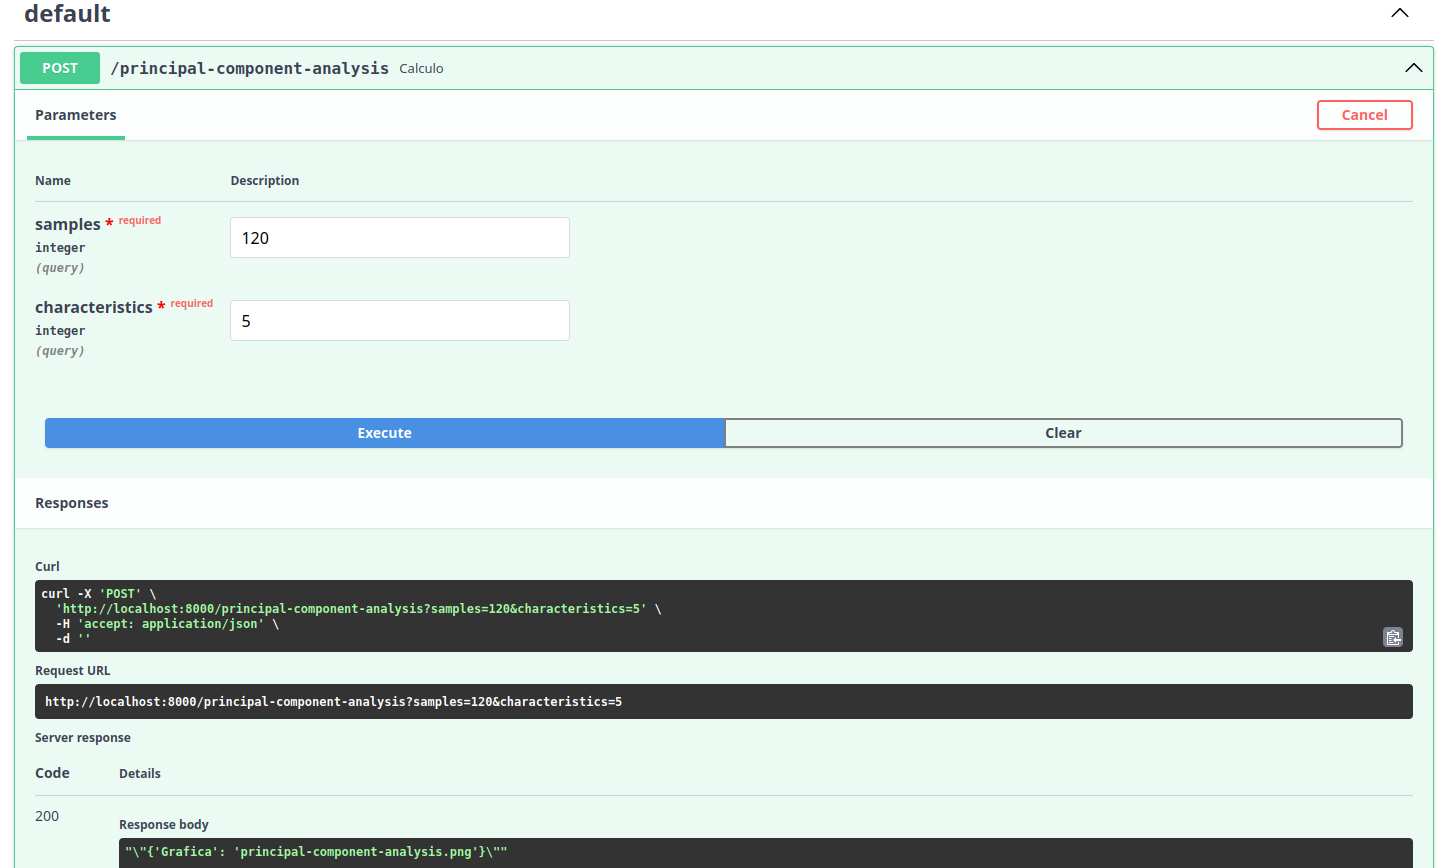 default
POST /principal-component-analysis Calculo
Parameters
Cancel
Name Description
samples * required
integer
(query)
120
characteristics * required
integer
(query)
5
Execute Clear
Responses
Curl
curl -X 'POST' \
  'http://localhost:8000/principal-component-analysis?samples=120&characteristics=5' \
  -H 'accept: application/json' \
  -d ''
Request URL
http://localhost:8000/principal-component-analysis?samples=120&characteristics=5
Server response
Code Details
200
Response body
"\"{'Grafica': 'principal-component-analysis.png'}\""